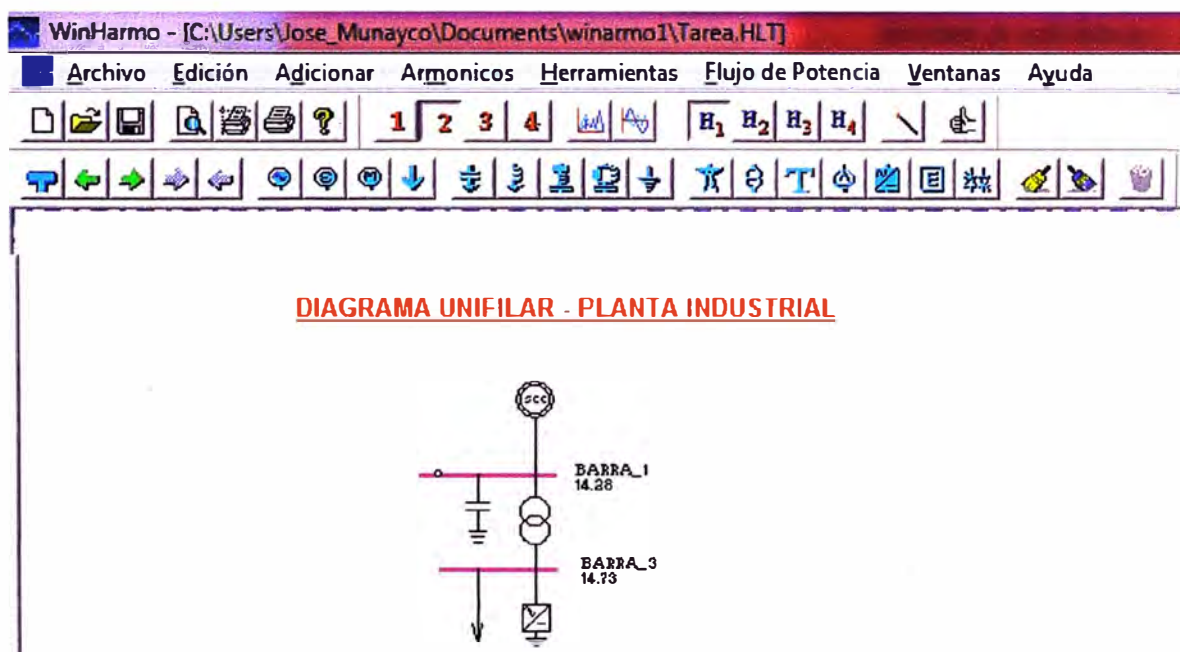 WinHarmo - [C:\Users\Jose_Munayco\Documents\winarmo1\Tarea.HLT]
Archivo Edición Adicionar Armonicos Herramientas Flujo de Potencia Ventanas Ayuda
? 1 2 3 4 H1 H2 H3 H4
G M T E
DIAGRAMA UNIFILAR - PLANTA INDUSTRIAL
scc
BARRA_1
14.28
BARRA_3
14.73